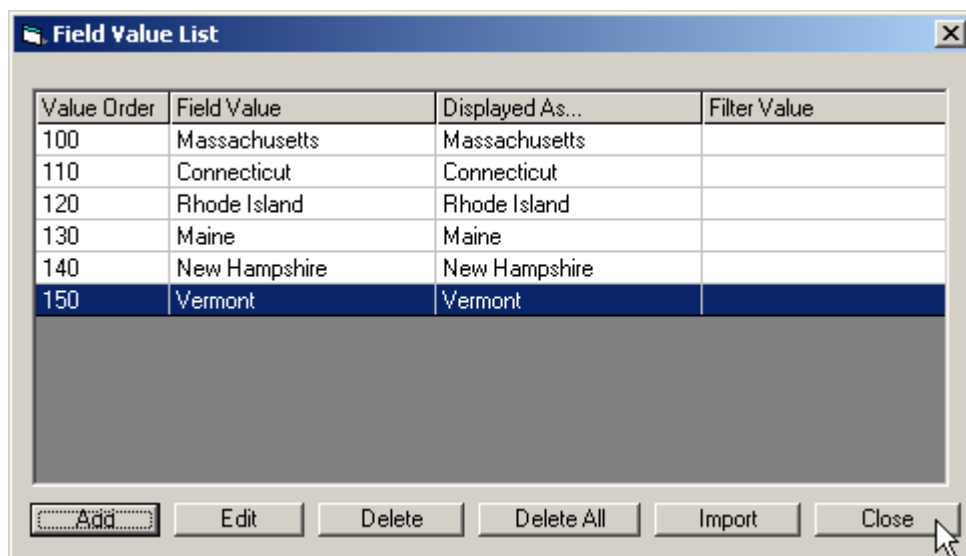 Field Value List
Value Order Field Value Displayed As... Filter Value
100 Massachusetts Massachusetts
110 Connecticut Connecticut
120 Rhode Island Rhode Island
130 Maine Maine
140 New Hampshire New Hampshire
150 Vermont Vermont
Add Edit Delete Delete All Import Close